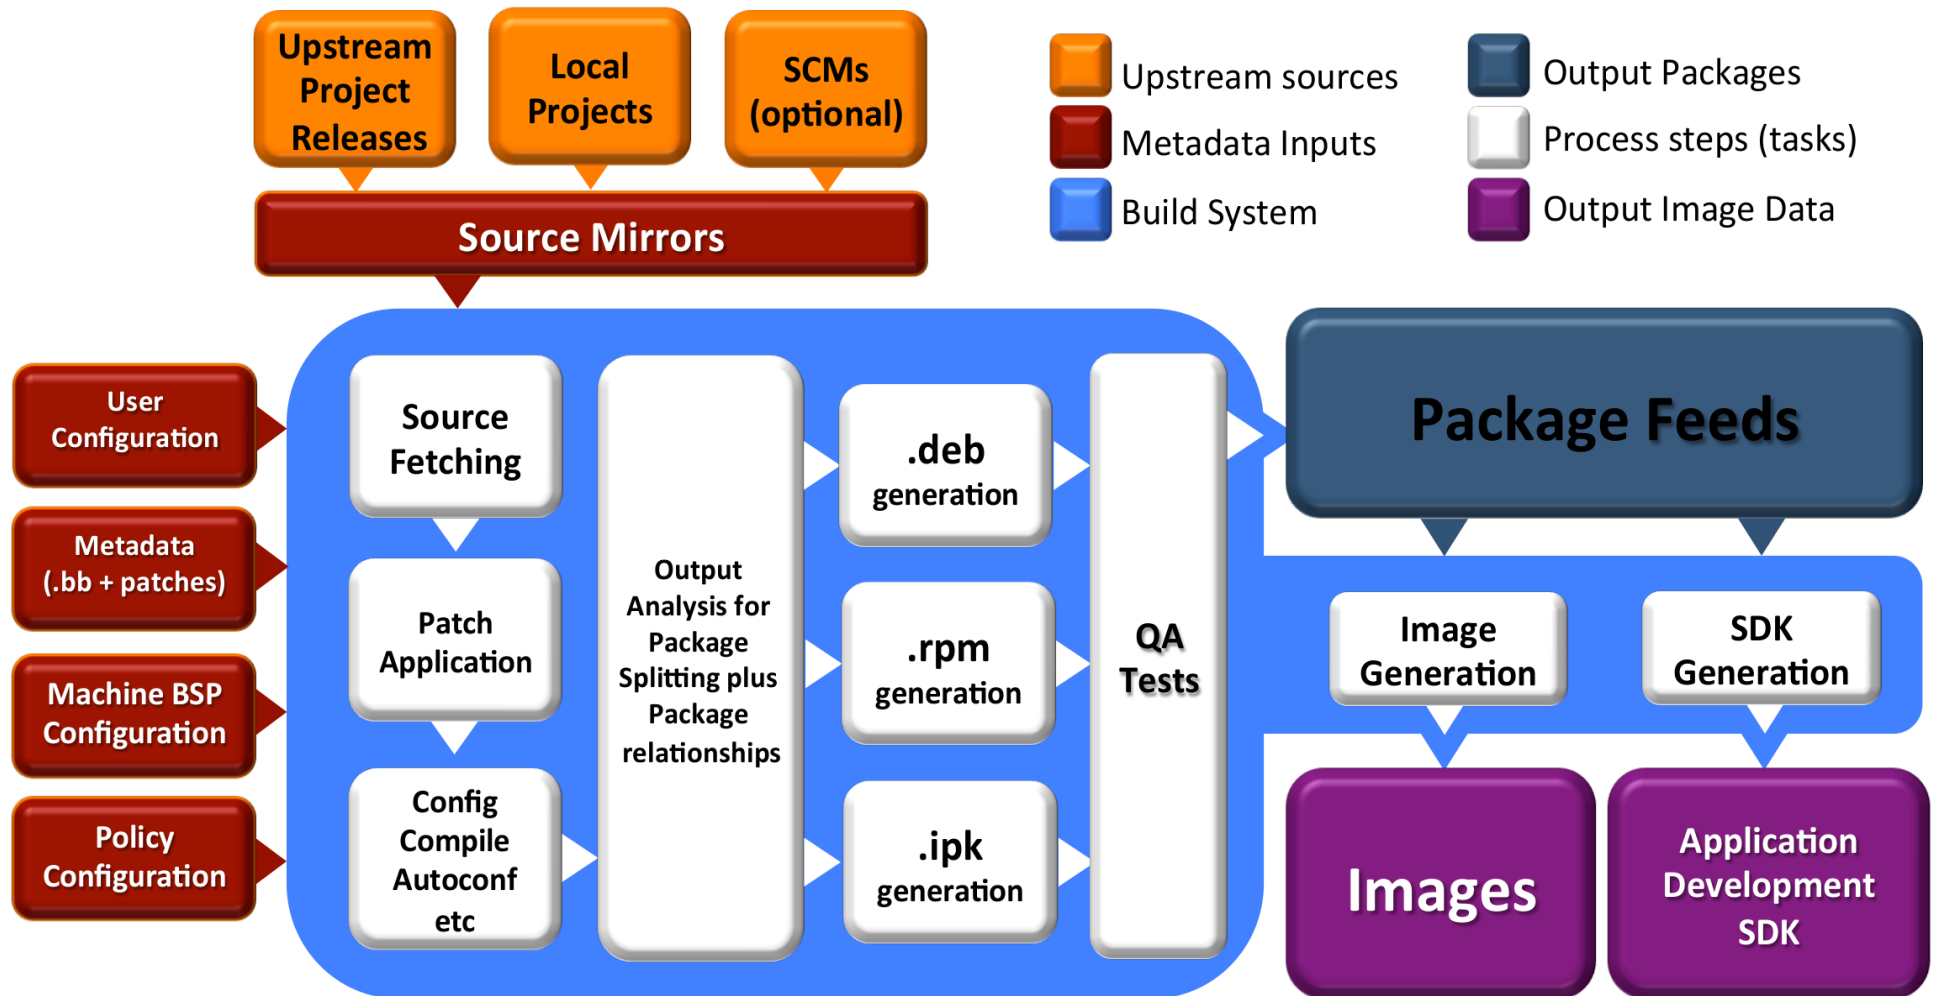 Upstream
Project
Releases
Local
Projects
SCMs
(optional)
Upstream sources
Metadata Inputs
Build System
Output Packages
Process steps (tasks)
Output Image Data
Source Mirrors
User
Configuration
Metadata
(.bb + patches)
Machine BSP
Configuration
Policy
Configuration
Source
Fetching
Patch
Application
Config
Compile
Autoconf
etc
Output
Analysis for
Package
Splitting plus
Package
relationships
.deb
generation
.rpm
generation
.ipk
generation
QA
Tests
Package Feeds
Image
Generation
SDK
Generation
Images
Application
Development
SDK